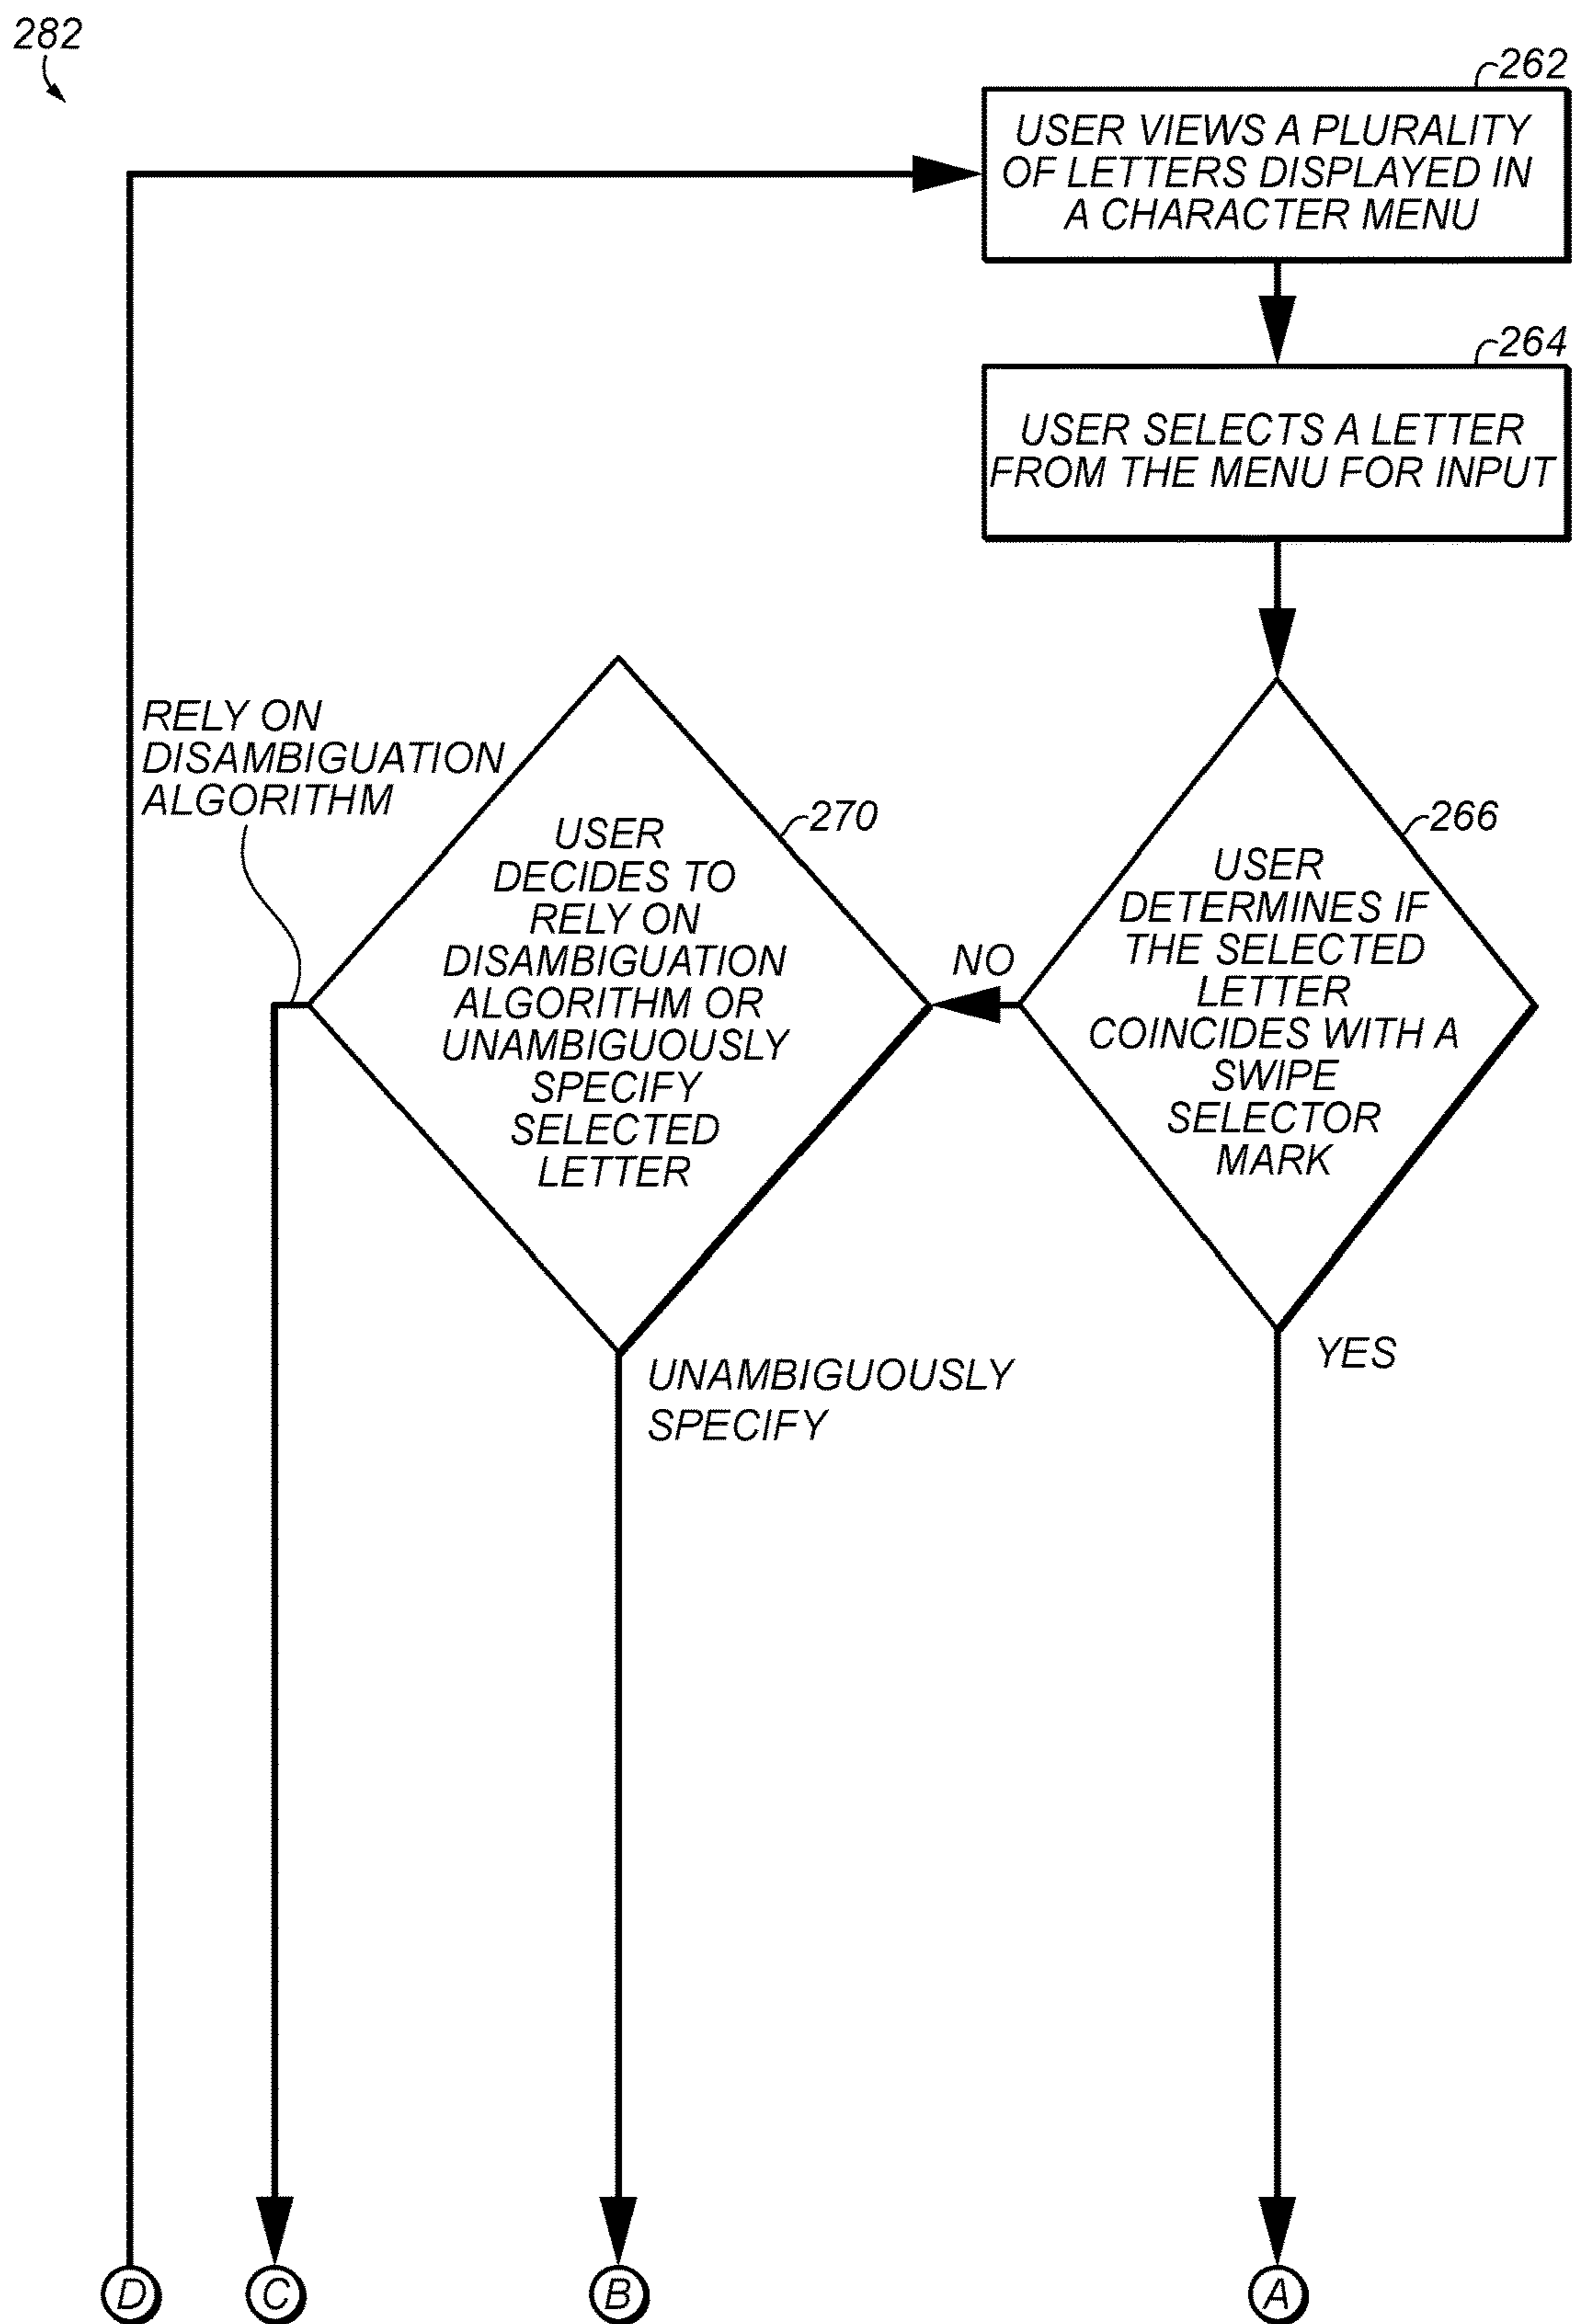 282
262
USER VIEWS A PLURALITY
OF LETTERS DISPLAYED IN
A CHARACTER MENU
264
USER SELECTS A LETTER
FROM THE MENU FOR INPUT
RELY ON
DISAMBIGUATION
ALGORITHM
270
USER
DECIDES TO
RELY ON
DISAMBIGUATION
ALGORITHM OR
UNAMBIGUOUSLY
SPECIFY
SELECTED
LETTER
NO
266
USER
DETERMINES IF
THE SELECTED
LETTER
COINCIDES WITH A
SWIPE
SELECTOR
MARK
UNAMBIGUOUSLY
SPECIFY
YES
D
C
B
A